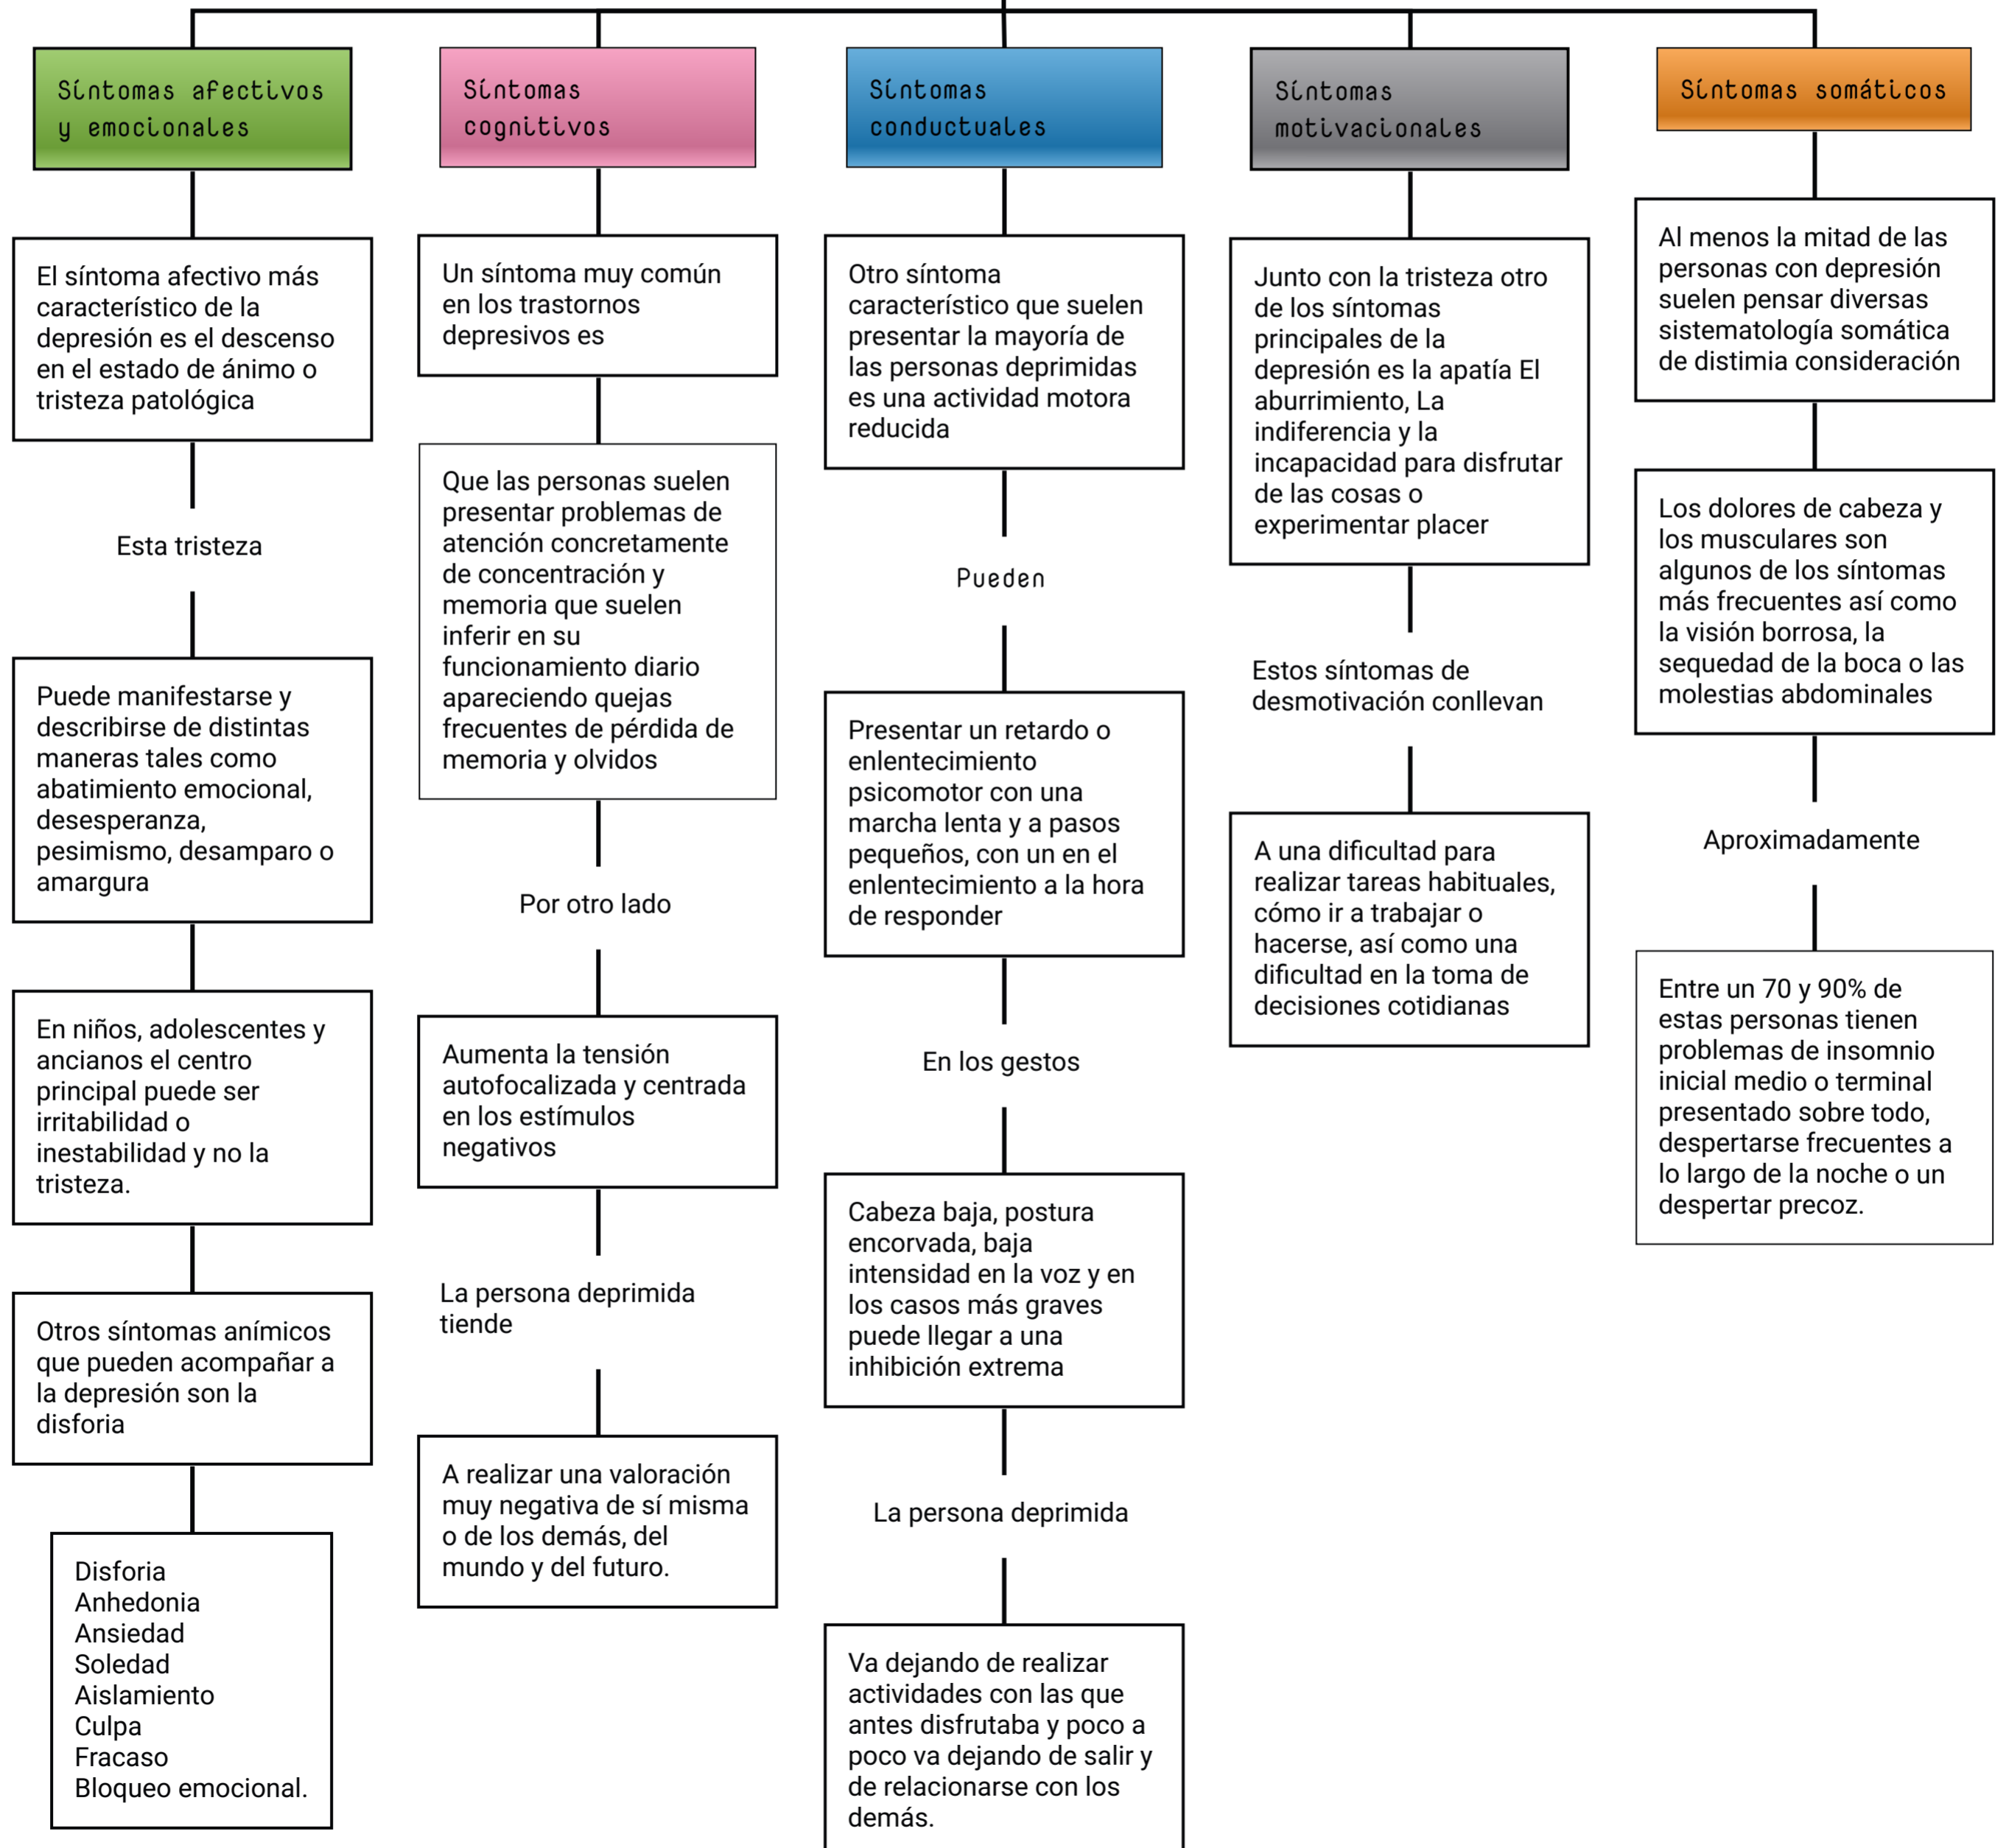 Síntomas afectivos
y emocionales
El síntoma afectivo más
característico de la
depresión es el descenso
en el estado de ánimo o
tristeza patológica
Esta tristeza
Puede manifestarse y
describirse de distintas
maneras tales como
abatimiento emocional,
desesperanza,
pesimismo, desamparo o
amargura
En niños, adolescentes y
ancianos el centro
principal puede ser
irritabilidad o
inestabilidad y no la
tristeza.
Otros síntomas anímicos
que pueden acompañar a
la depresión son la
disforia
Disforia
Anhedonia
Ansiedad
Soledad
Aislamiento
Culpa
Fracaso
Bloqueo emocional.
Síntomas
cognitivos
Un síntoma muy común
en los trastornos
depresivos es
Que las personas suelen
presentar problemas de
atención concretamente
de concentración y
memoria que suelen
inferir en su
funcionamiento diario
apareciendo quejas
frecuentes de pérdida de
memoria y olvidos
Por otro lado
Aumenta la tensión
autofocalizada y centrada
en los estímulos
negativos
La persona deprimida
tiende
A realizar una valoración
muy negativa de sí misma
o de los demás, del
mundo y del futuro.
Síntomas
conductuales
Otro síntoma
característico que suelen
presentar la mayoría de
las personas deprimidas
es una actividad motora
reducida
Pueden
Presentar un retardo o
enlentecimiento
psicomotor con una
marcha lenta y a pasos
pequeños, con un en el
enlentecimiento a la hora
de responder
En los gestos
Cabeza baja, postura
encorvada, baja
intensidad en la voz y en
los casos más graves
puede llegar a una
inhibición extrema
La persona deprimida
Va dejando de realizar
actividades con las que
antes disfrutaba y poco a
poco va dejando de salir y
de relacionarse con los
demás.
Síntomas
motivacionales
Junto con la tristeza otro
de los síntomas
principales de la
depresión es la apatía El
aburrimiento, La
indiferencia y la
incapacidad para disfrutar
de las cosas o
experimentar placer
Estos síntomas de
desmotivación conllevan
A una dificultad para
realizar tareas habituales,
cómo ir a trabajar o
hacerse, así como una
dificultad en la toma de
decisiones cotidianas
Síntomas somáticos
Al menos la mitad de las
personas con depresión
suelen pensar diversas
sistematología somática
de distimia consideración
Los dolores de cabeza y
los musculares son
algunos de los síntomas
más frecuentes así como
la visión borrosa, la
sequedad de la boca o las
molestias abdominales
Aproximadamente
Entre un 70 y 90% de
estas personas tienen
problemas de insomnio
inicial medio o terminal
presentado sobre todo,
despertarse frecuentes a
lo largo de la noche o un
despertar precoz.